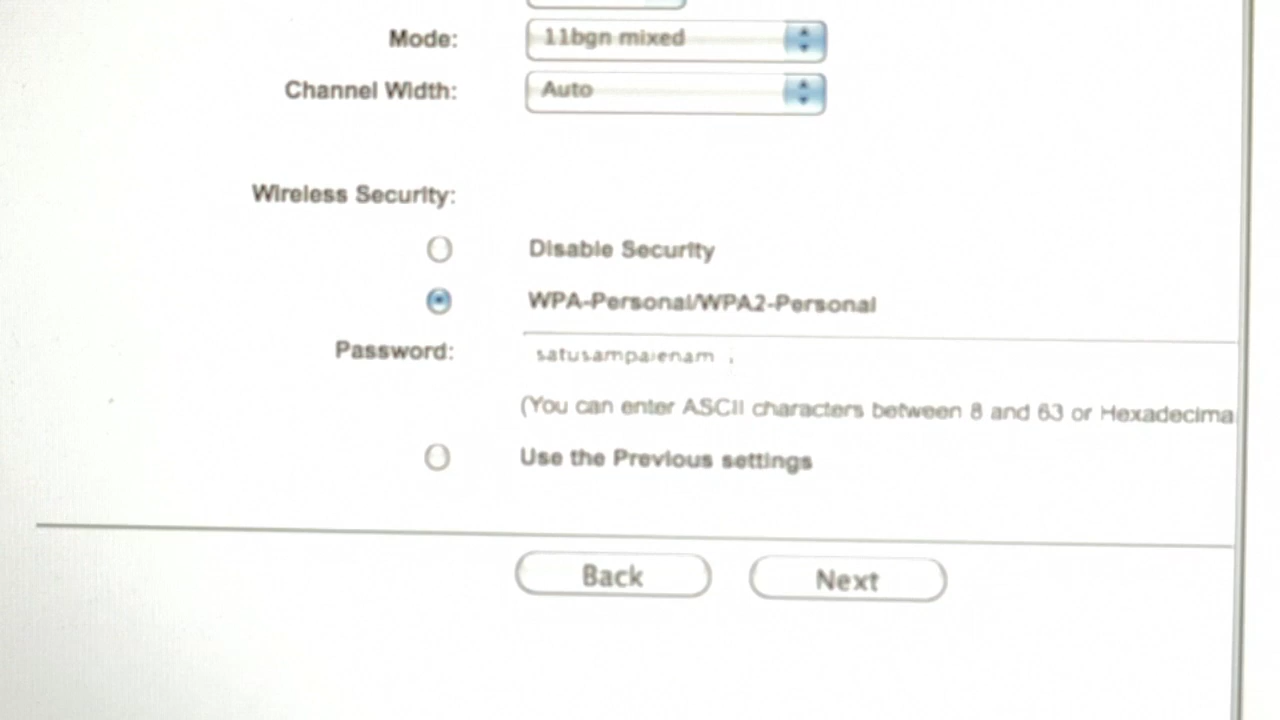 Mode: 11bgn mixed
Channel Width: Auto
Wireless Security:
Disable Security
WPA-Personal/WPA2-Personal
Password: satusampaienam
(You can enter ASCII characters between 8 and 63 or Hexadecima
Use the Previous settings
Back Next